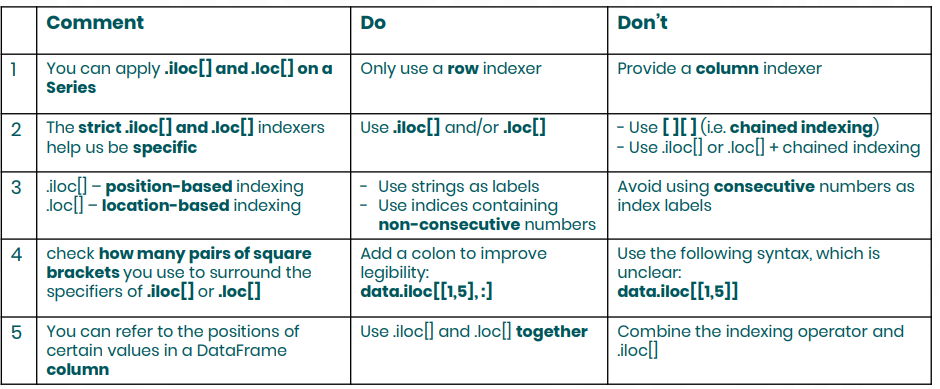 Comment Do Don't
1 You can apply .iloc[] and .loc[] on a Only use a row indexer Provide a column indexer
Series
2 The strict .iloc[] and .loc[] indexers Use .iloc[] and/or .loc[] - Use [ ][ ] (i.e. chained indexing)
help us be specific - Use .iloc[] or .loc[] + chained indexing
3 .iloc[] – position-based indexing - Use strings as labels Avoid using consecutive numbers as
.loc[] – location-based indexing - Use indices containing index labels
non-consecutive numbers
4 check how many pairs of square Add a colon to improve Use the following syntax, which is
brackets you use to surround the legibility: unclear:
specifiers of .iloc[] or .loc[] data.iloc[[1,5], :] data.iloc[[1,5]]
5 You can refer to the positions of Use .iloc[] and .loc[] together Combine the indexing operator and
certain values in a DataFrame .iloc[]
column